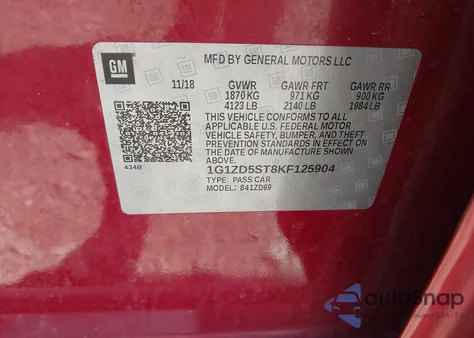 GM
MFD BY GENERAL MOTORS LLC
11/18 GVWR GAWR FRT GAWR RR
1870 KG 971 KG 900 KG
4123 LB 2140 LB 1984 LB
THIS VEHICLE CONFORMS TO ALL
APPLICABLE U.S. FEDERAL MOTOR
VEHICLE SAFETY, BUMPER, AND THEFT
PREVENTION STANDARDS IN EFFECT
ON THE DATE OF MANUFACTURE
SHOWN ABOVE.
434B
1G1ZD5ST8KF125904
TYPE: PASS CAR
MODEL: 841ZD69
autoSnap